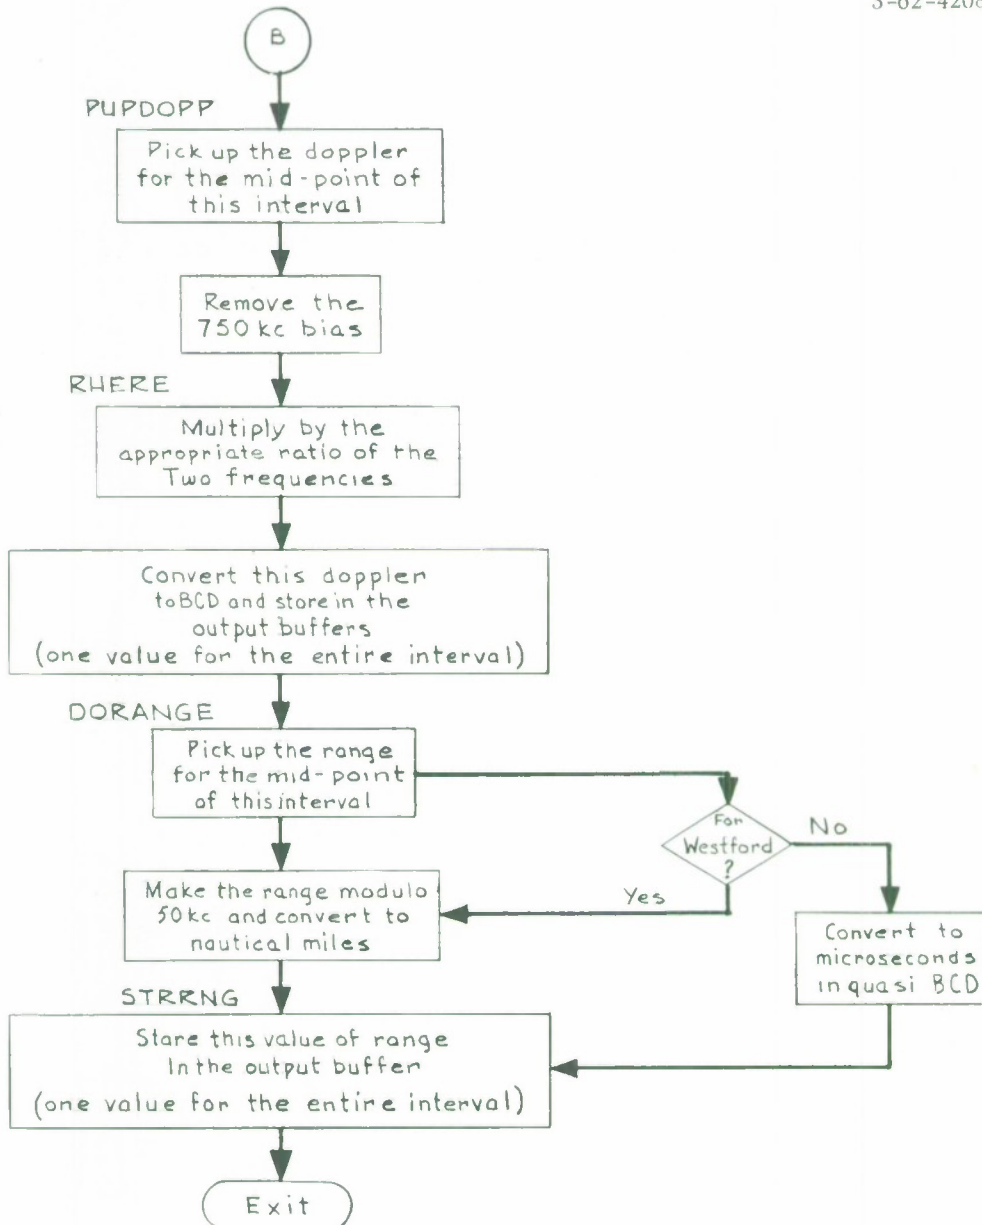 3-62-4208
B
PUPDOPP
Pick up the doppler
for the mid-point of
this interval
Remove the
750 kc bias
RHERE
Multiply by the
appropriate ratio of the
Two frequencies
Convert this doppler
to BCD and store in the
output buffers
(one value for the entire interval)
DORANGE
Pick up the range
for the mid-point
of this interval
For
Westford
?
No
Yes
Make the range modulo
50 kc and convert to
nautical miles
Convert to
microseconds
in quasi BCD
STRRNG
Stare this value of range
In the output buffer
(one value for the entire interval)
Exit